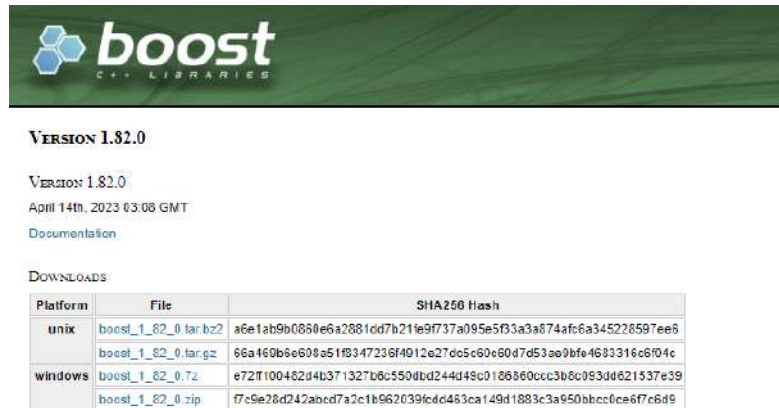 boost
C++ LIBRARIES
VERSION 1.82.0
VERSION 1.82.0
April 14th, 2023 03:08 GMT
Documentation
DOWNLOADS
Platform File SHA256 Hash
unix boost_1_82_0.tar.bz2 a6e1ab9b0860e6a2881dd7b21fe9f737a095e5f33a3a874afc6a345228597ee6
boost_1_82_0.tar.gz 66a469b6e608a51f8347236f4912e27dc5c60c60d7d53ae9bfe4683316c6f04c
windows boost_1_82_0.7z e72ff100482d4b371327b6c550dbd244d49c0186860ccc3b8c093dd621537e39
boost_1_82_0.zip f7c9e28d242abcd7a2c1b962039fcdd463ca149d1883c3a950bbcc0ce6f7c6d9